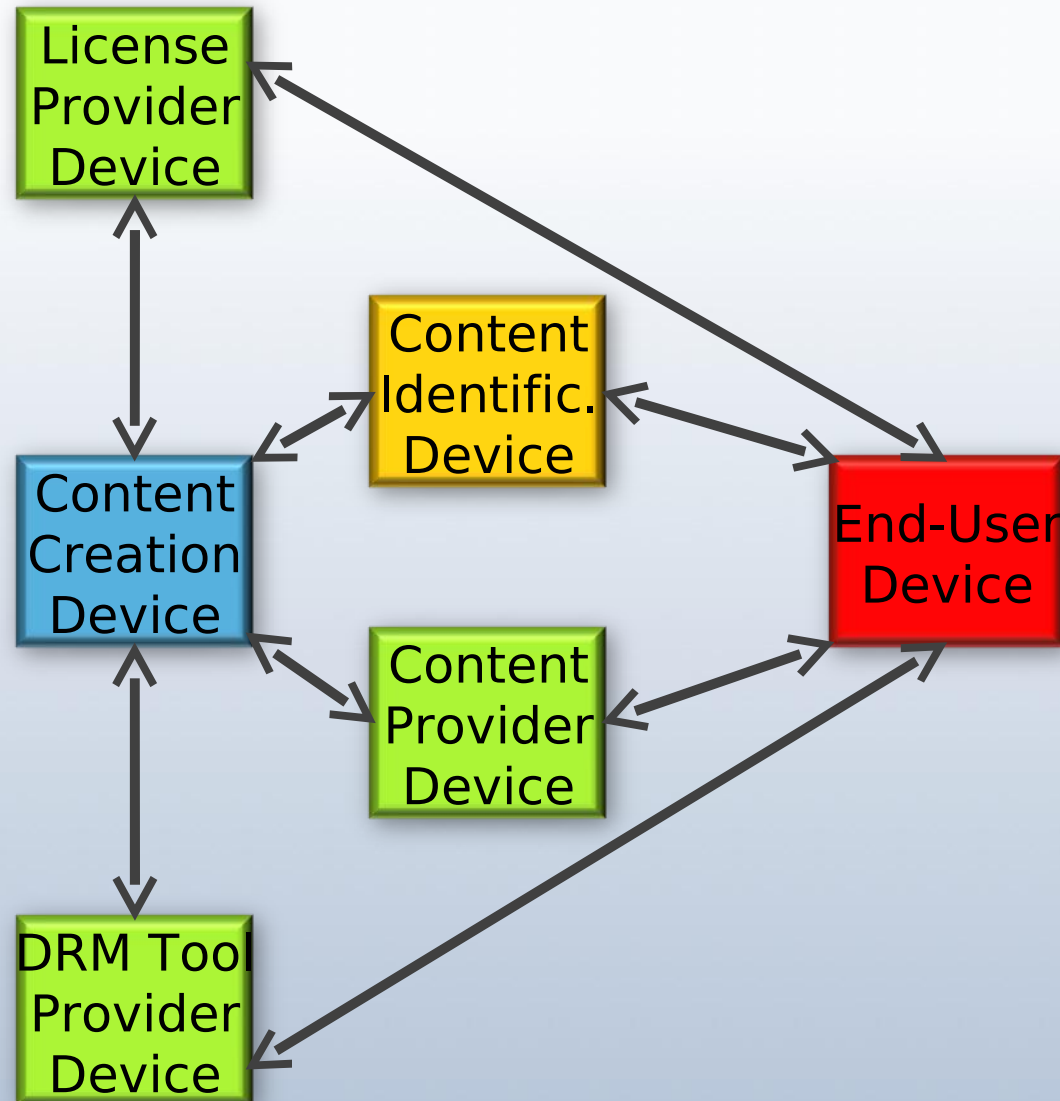 License
Provider
Device
Content
Identific.
Device
Content
Creation
Device
End-User
Device
Content
Provider
Device
DRM Tool
Provider
Device